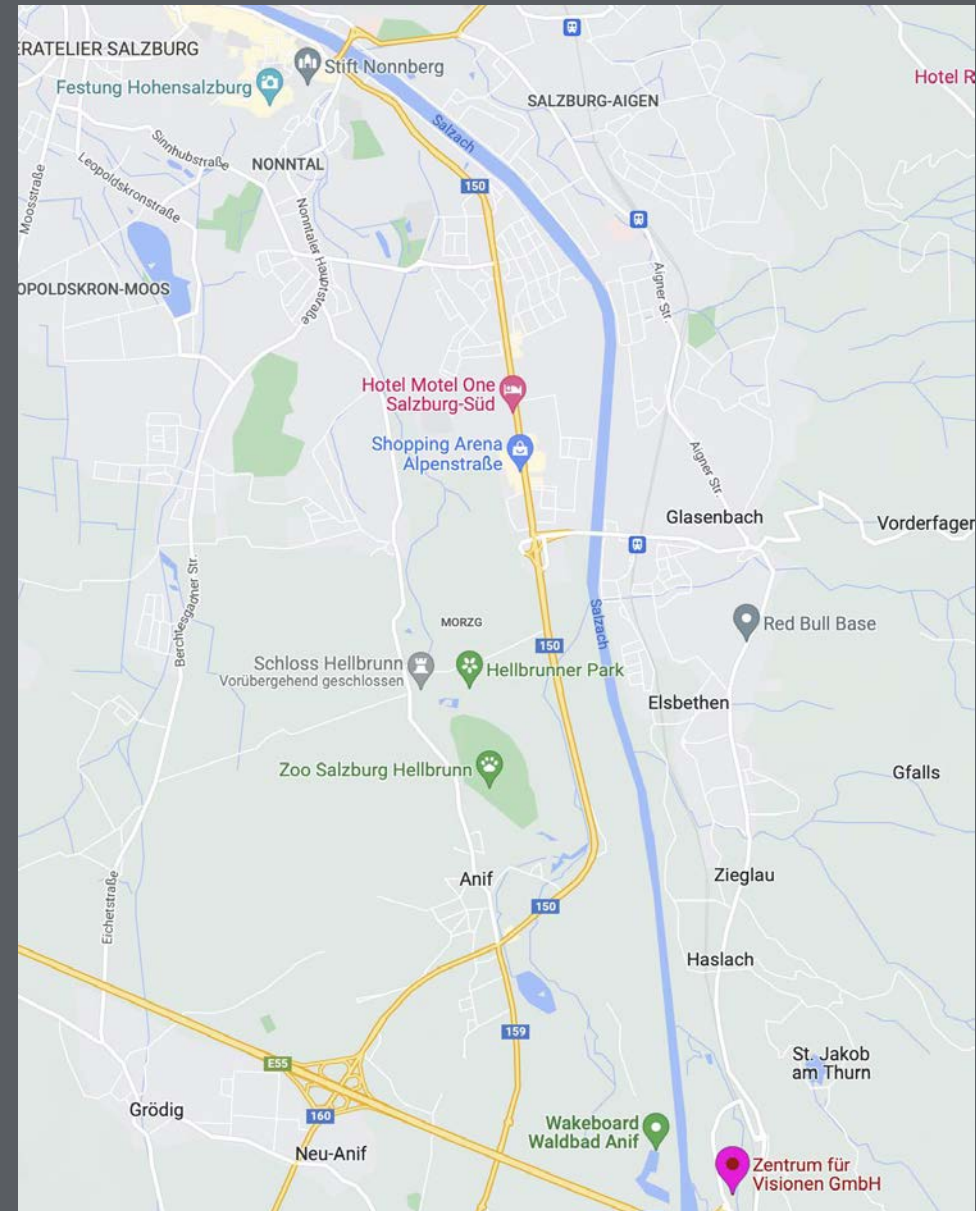 ERATELIER SALZBURG
Stift Nonnberg
Festung Hohensalzburg
Hotel R
SALZBURG-AIGEN
Salzach
Sinnhubstraße
NONNTAL
Leopoldskronstraße
Moosstraße
150
Nonntaler Hauptstraße
OPOLDSKRON-MOOS
Aigner Str.
Hotel Motel One
Salzburg-Süd
Shopping Arena
Alpenstraße
Aigner Str.
Glasenbach
Vorderfager
Berchtesgadner Str.
Salzach
MORZG
Red Bull Base
150
Schloss Hellbrunn
Vorübergehend geschlossen
Hellbrunner Park
Elsbethen
Zoo Salzburg Hellbrunn
Gfalls
Anif
Zieglau
Eichetstraße
150
Haslach
159
St. Jakob
am Thurn
E55
Grödig
160
Wakeboard
Waldbad Anif
Neu-Anif
Zentrum für
Visionen GmbH